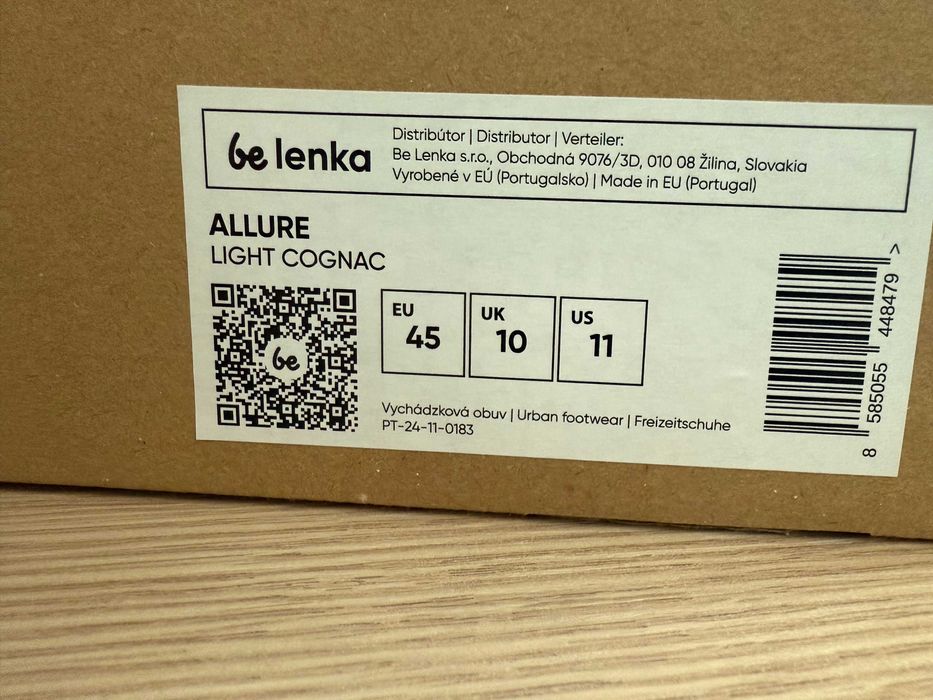 be lenka
Distribútor | Distributor | Verteiler:
Be Lenka s.r.o., Obchodná 9076/3D, 010 08 Žilina, Slovakia
Vyrobené v EÚ (Portugalsko) | Made in EU (Portugal)
ALLURE
LIGHT COGNAC
be
EU
45
UK
10
US
11
Vychádzková obuv | Urban footwear | Freizeitschuhe
PT-24-11-0183
8 585055 448479 >